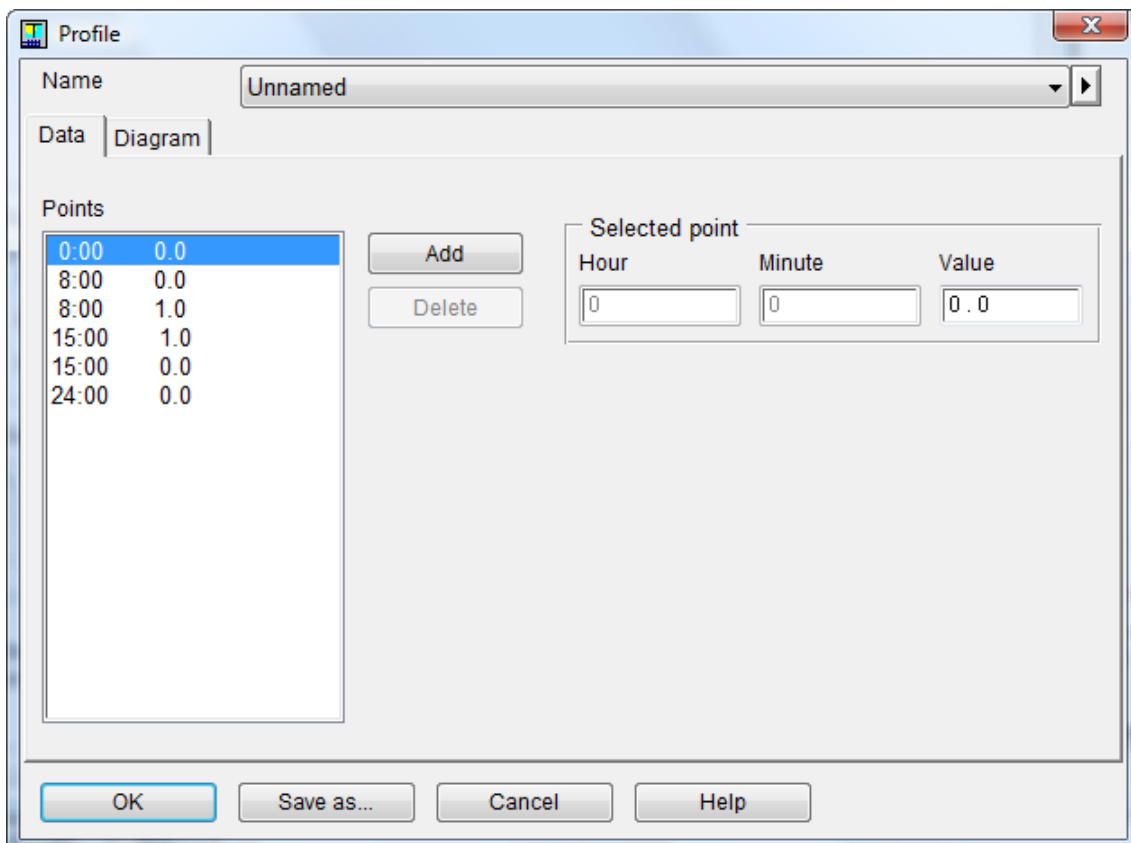 Profile
Name Unnamed
Data Diagram
Points
0:00 0.0
8:00 0.0
8:00 1.0
15:00 1.0
15:00 0.0
24:00 0.0
Add
Delete
Selected point
Hour Minute Value
0 0 0.0
OK Save as... Cancel Help